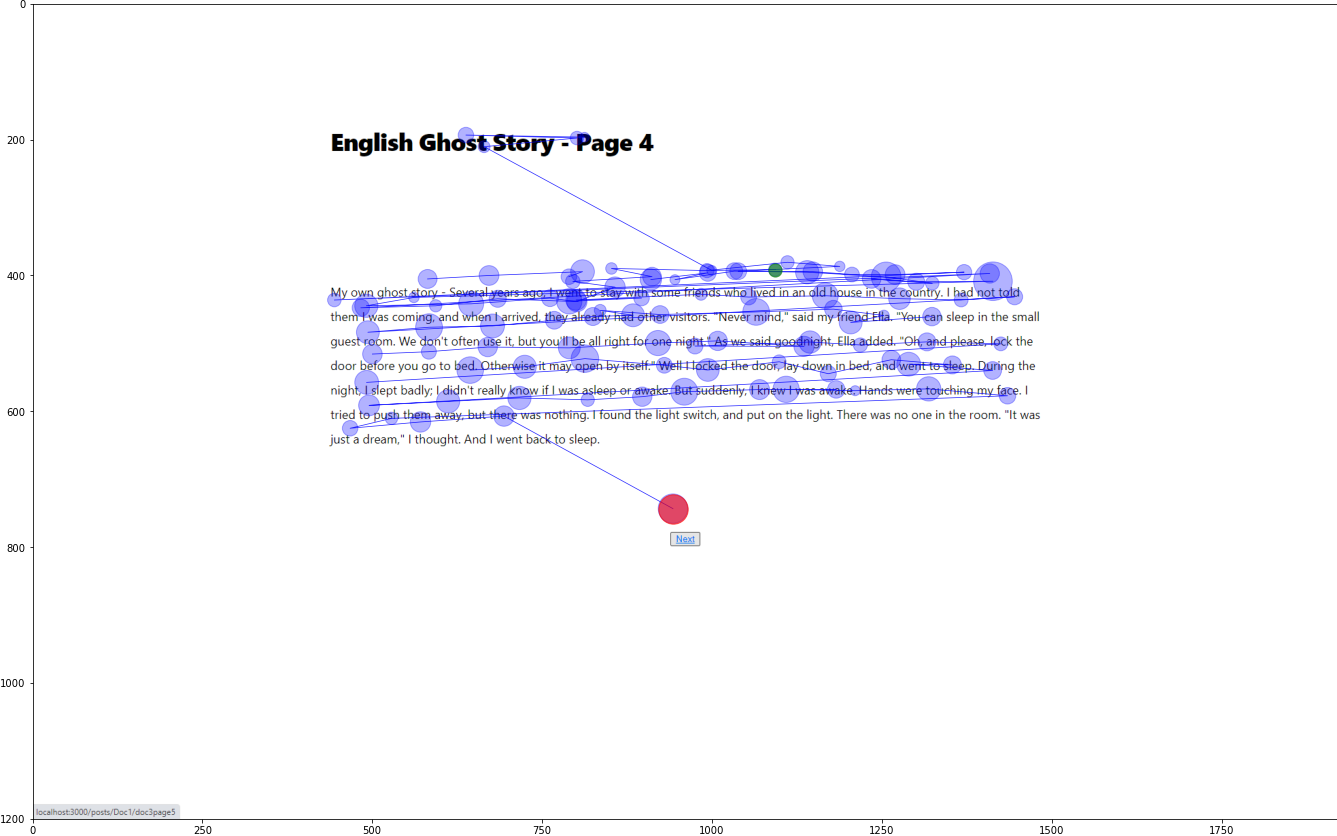 0
200
400
600
800
1000
1200
English Ghost Story - Page 4
My own ghost story - Several years ago, I went to stay with some friends who lived in an old house in the country. I had not told
them I was coming, and when I arrived, they already had other visitors. "Never mind," said my friend Ella. "You can sleep in the small
guest room. We don't often use it, but you'll be all right for one night." As we said goodnight, Ella added. "Oh, and please, lock the
door before you go to bed. Otherwise it may open by itself." Well I locked the door, lay down in bed, and went to sleep. During the
night, I slept badly; I didn't really know if I was asleep or awake. But suddenly, I knew I was awake. Hands were touching my face. I
tried to push them away, but there was nothing. I found the light switch, and put on the light. There was no one in the room. "It was
just a dream," I thought. And I went back to sleep.
Next
localhost:3000/posts/Doc1/doc3page5
0 250 500 750 1000 1250 1500 1750